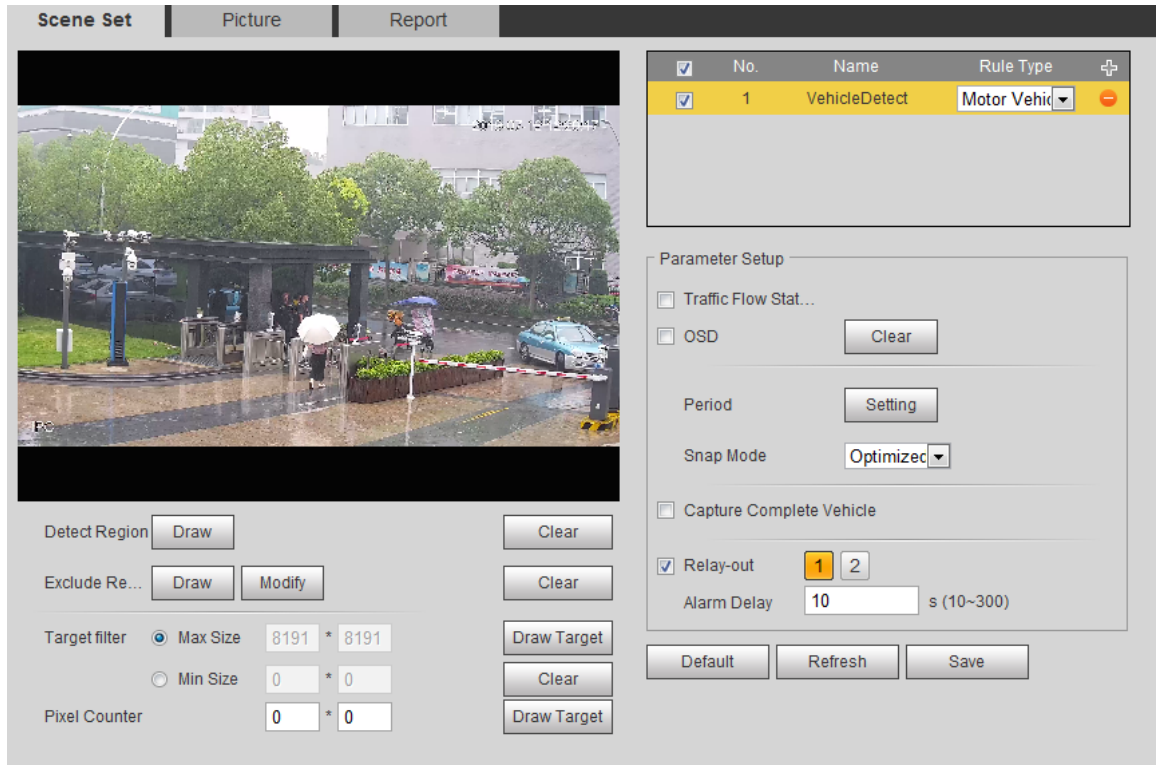 Scene Set Picture Report
No. Name Rule Type
1 VehicleDetect Motor Vehic
Parameter Setup
Traffic Flow Stat...
OSD Clear
Period Setting
Snap Mode Optimized
Capture Complete Vehicle
Relay-out 1 2
Alarm Delay 10 s (10~300)
Default Refresh Save
PC
Detect Region Draw Clear
Exclude Re... Draw Modify Clear
Target filter Max Size 8191 * 8191 Draw Target
Min Size 0 * 0 Clear
Pixel Counter 0 * 0 Draw Target